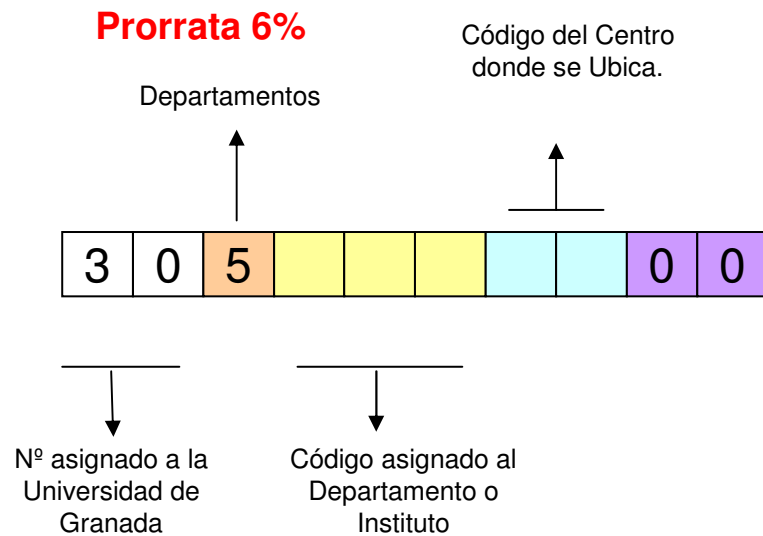 Prorrata 6%
Código del Centro
donde se Ubica.
Departamentos
3 0 5 0 0
Nº asignado a la
Universidad de
Granada
Código asignado al
Departamento o
Instituto